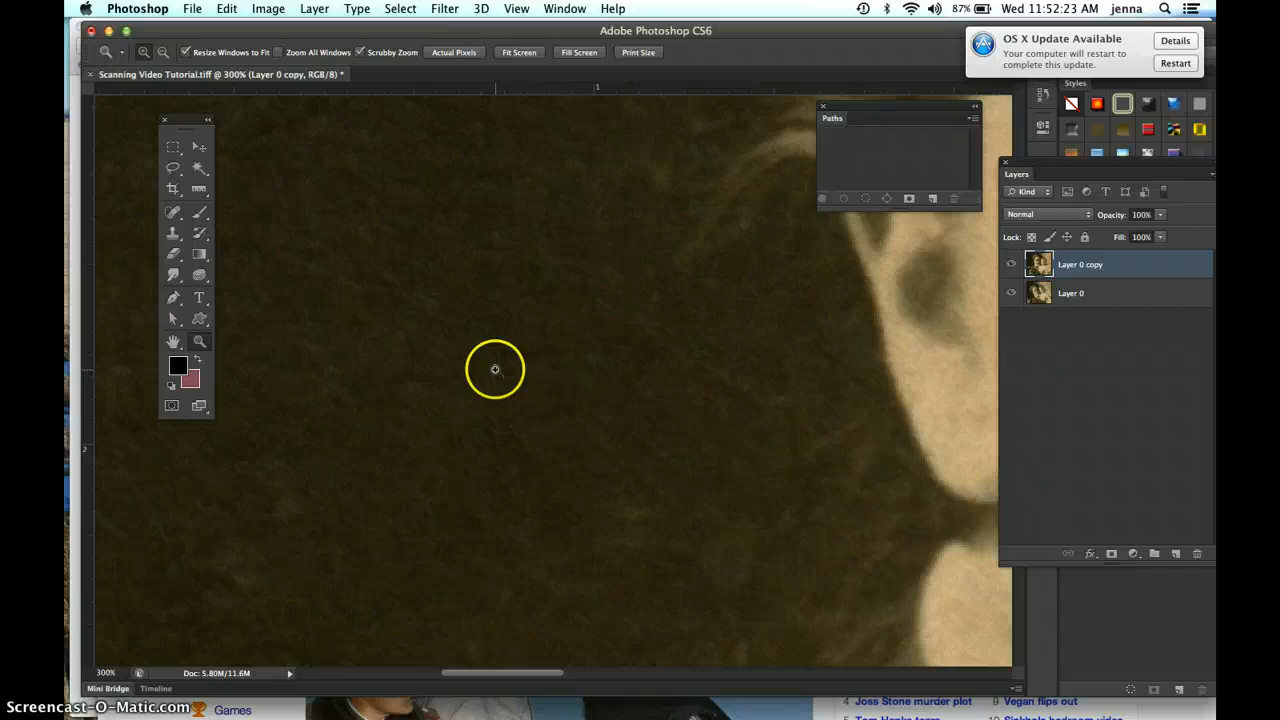 Photoshop File Edit Image Layer Type Select Filter 3D View Window Help 87% Wed 11:52:23 AM jenna
Adobe Photoshop CS6
OS X Update Available
Your computer will restart to
complete this update.
Details
Restart
Resize Windows to Fit Zoom All Windows Scrubby Zoom Actual Pixels Fit Screen Fill Screen Print Size
Scanning Video Tutorial.tiff @ 300% (Layer 0 copy, RGB/8) *
1
2
Styles
Paths
Layers
Kind
Normal Opacity: 100%
Lock: Fill: 100%
Layer 0 copy
Layer 0
300% Doc: 5.80M/11.6M
Mini Bridge Timeline
Screencast-O-Matic.com
Games
4 Joss Stone murder plot
9 Vegan flips out